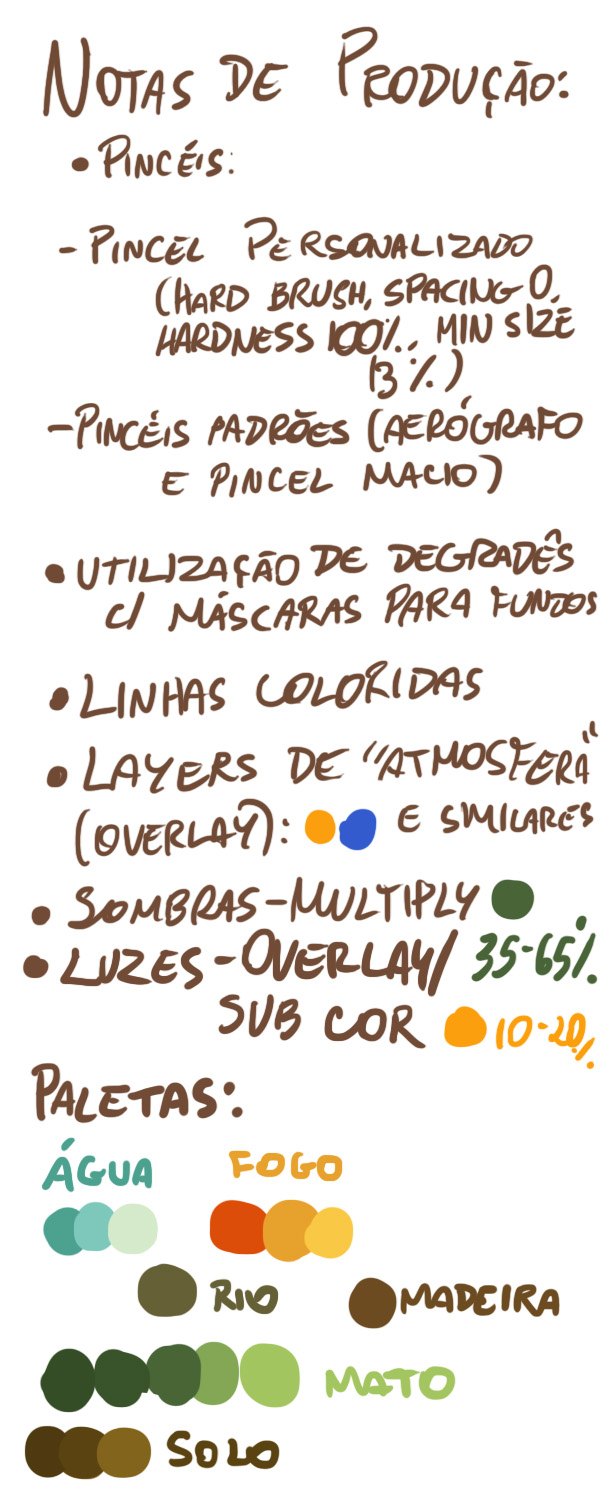 NOTAS DE PRODUÇÃO:
• PINCÉIS:
- PINCEL PERSONALIZADO
(HARD BRUSH, SPACING 0,
HARDNESS 100%, MIN SIZE
13%)
- PINCÉIS PADRÕES (AERÓGRAFO
E PINCEL MACIO)
• UTILIZAÇÃO DE DEGRADÊS
C/ MÁSCARAS PARA FUNDOS
• LINHAS COLORIDAS
• LAYERS DE "ATMOSFERA"
(OVERLAY): E SIMILARES
• SOMBRAS - MULTIPLY
35-65%
• LUZES - OVERLAY/
SUB COR 10-20%
PALETAS:
ÁGUA FOGO
RIO MADEIRA
MATO
SOLO